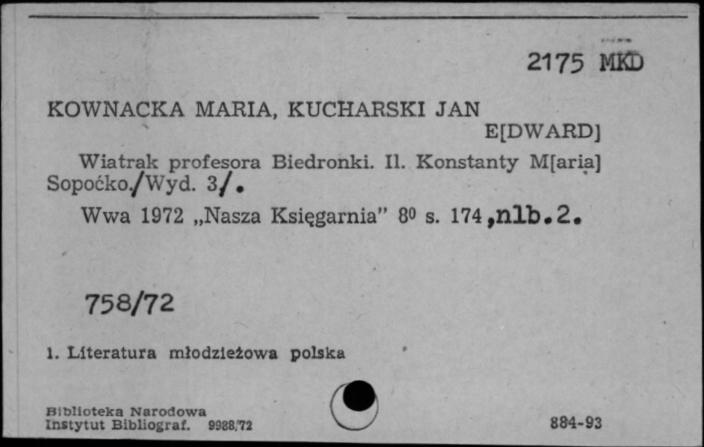 2175 MKD
KOWNACKA MARIA, KUCHARSKI JAN
E[DWARD]
Wiatrak profesora Biedronki. Il. Konstanty M[aria]
Sopoćko./Wyd. 3/.
Wwa 1972 „Nasza Księgarnia” 8⁰ s. 174,nlb.2.
758/72
1. Literatura młodzieżowa polska
Biblioteka Narodowa
Instytut Bibliograf. 9988/72
884-93